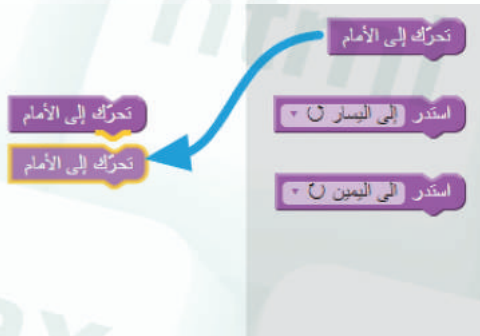 تحرّك إلى الأمام
استدر إلى اليسار ↺ ▾
استدر إلى اليمين ↻ ▾
تحرّك إلى الأمام
تحرّك إلى الأمام